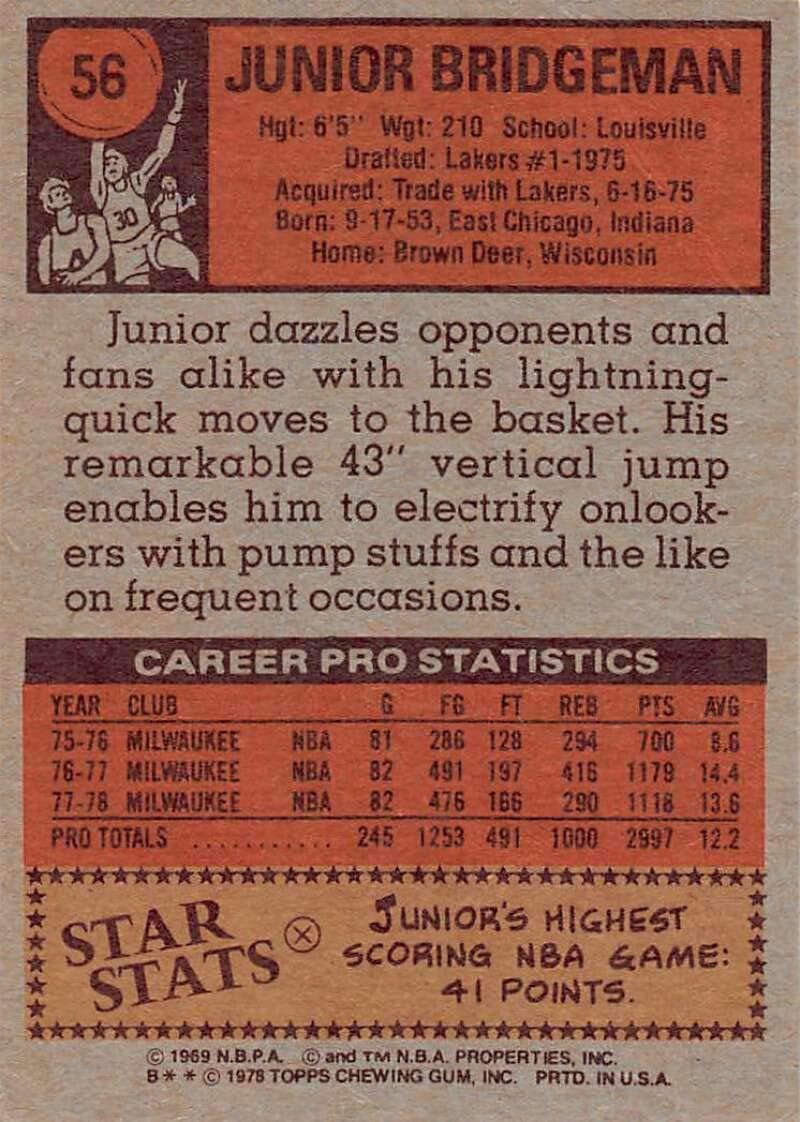 56
JUNIOR BRIDGEMAN
Hgt: 6'5" Wgt: 210 School: Louisville
Drafted: Lakers #1-1975
Acquired: Trade with Lakers, 6-16-75
Born: 9-17-53, East Chicago, Indiana
Home: Brown Deer, Wisconsin
30
Junior dazzles opponents and
fans alike with his lightning-
quick moves to the basket. His
remarkable 43" vertical jump
enables him to electrify onlook-
ers with pump stuffs and the like
on frequent occasions.
CAREER PRO STATISTICS
YEAR CLUB G FG FT REB PTS AVG
75-76 MILWAUKEE NBA 81 286 128 294 700 8.6
76-77 MILWAUKEE NBA 82 491 197 416 1179 14.4
77-78 MILWAUKEE NBA 82 476 166 290 1118 13.6
PRO TOTALS ............ 245 1253 491 1000 2997 12.2
STAR STATS
JUNIOR'S HIGHEST
SCORING NBA GAME:
41 POINTS.
© 1969 N.B.P.A. © and TM N.B.A. PROPERTIES, INC.
B* * © 1978 TOPPS CHEWING GUM, INC. PRTD. IN U.S.A.